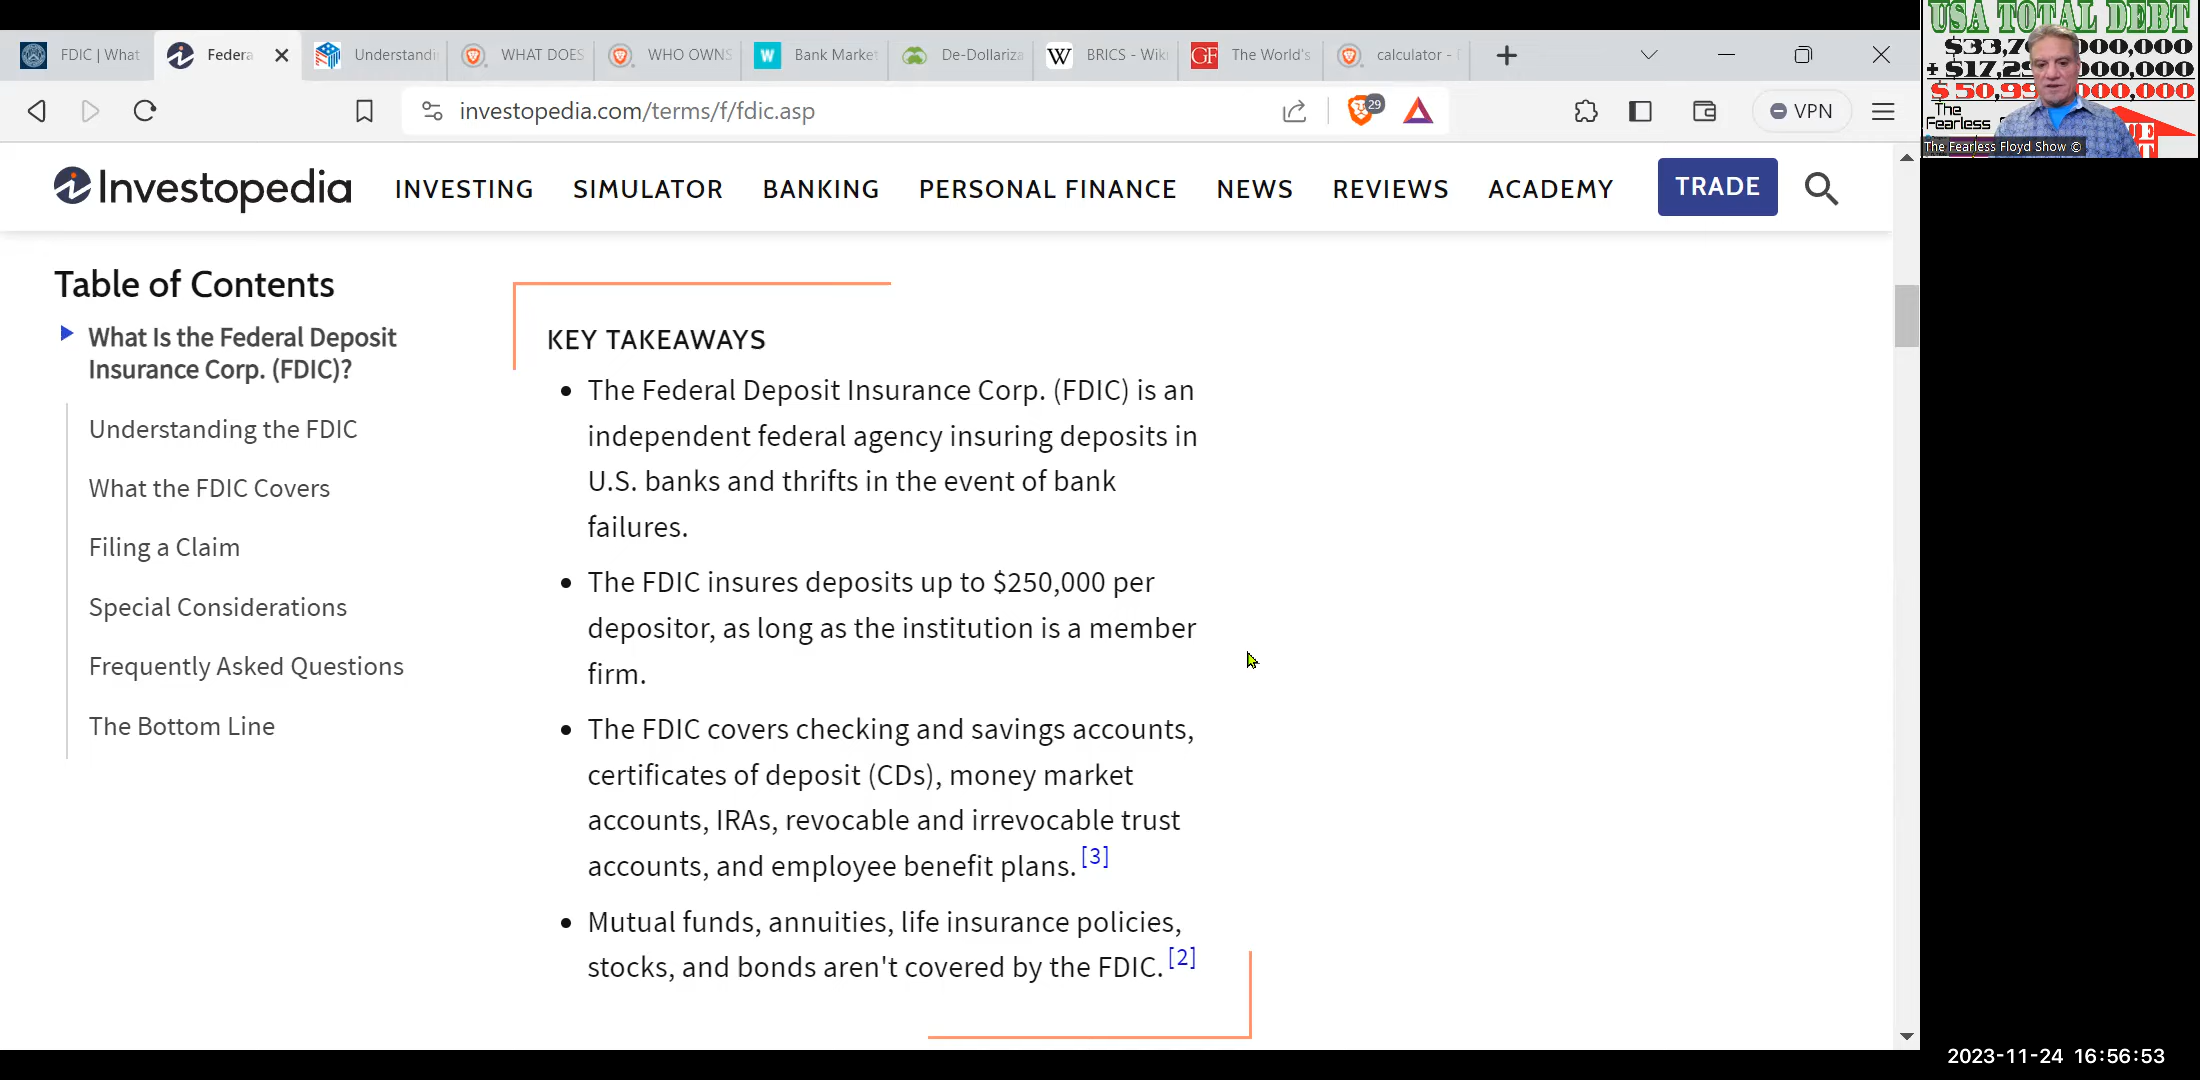 FDIC | What
Federa
Understandi
WHAT DOES
WHO OWNS
Bank Market
De-Dollariza
BRICS - Wiki
The World's
calculator -
investopedia.com/terms/f/fdic.asp
29
VPN
USA TOTAL DEBT
The
Fearless
The Fearless Floyd Show ©
Investopedia
INVESTING SIMULATOR BANKING PERSONAL FINANCE NEWS REVIEWS ACADEMY TRADE
Table of Contents
What Is the Federal Deposit
Insurance Corp. (FDIC)?
Understanding the FDIC
What the FDIC Covers
Filing a Claim
Special Considerations
Frequently Asked Questions
The Bottom Line
KEY TAKEAWAYS
• The Federal Deposit Insurance Corp. (FDIC) is an
independent federal agency insuring deposits in
U.S. banks and thrifts in the event of bank
failures.
• The FDIC insures deposits up to $250,000 per
depositor, as long as the institution is a member
firm.
• The FDIC covers checking and savings accounts,
certificates of deposit (CDs), money market
accounts, IRAs, revocable and irrevocable trust
accounts, and employee benefit plans. [3]
• Mutual funds, annuities, life insurance policies,
stocks, and bonds aren't covered by the FDIC. [2]
2023-11-24 16:56:53